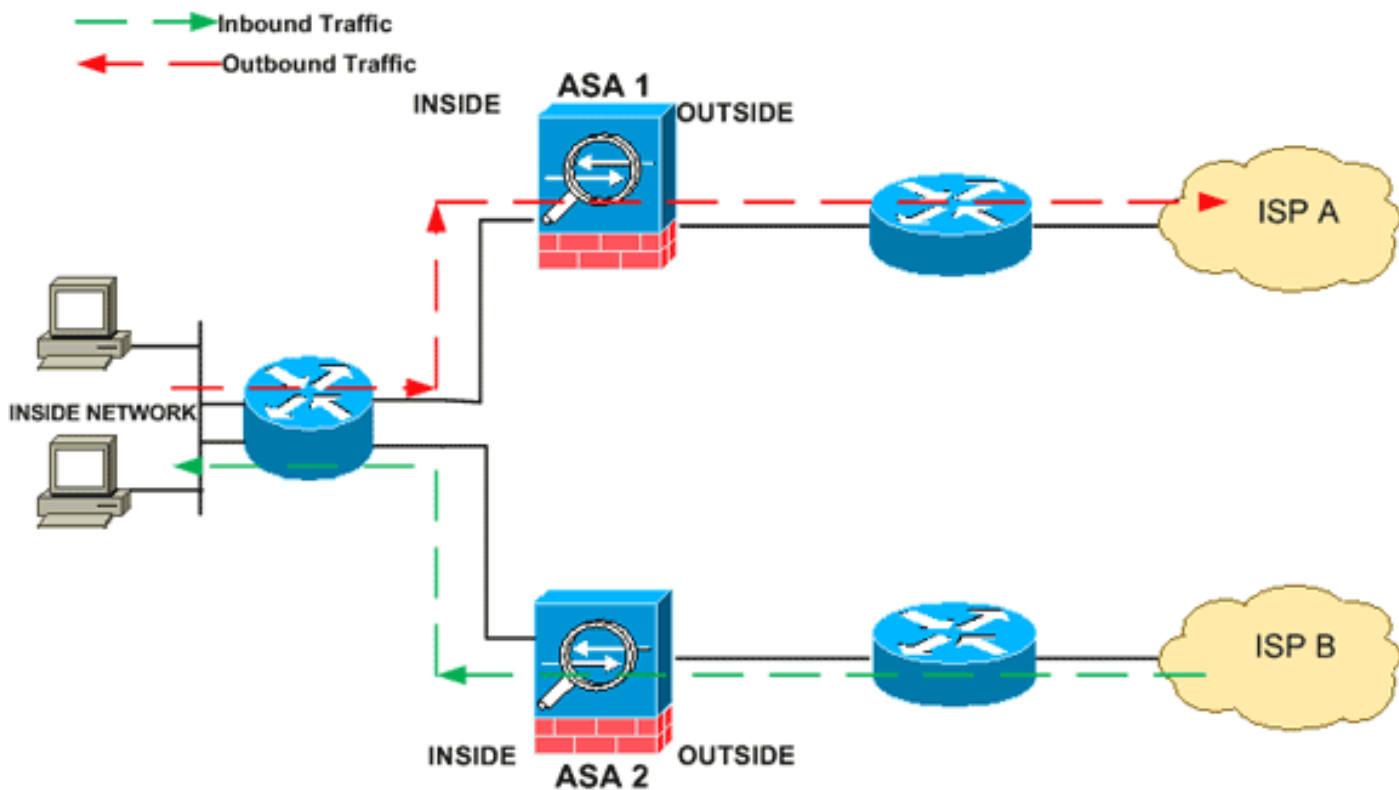 Inbound Traffic
Outbound Traffic
ASA 1
INSIDE
OUTSIDE
ISP A
INSIDE NETWORK
ISP B
INSIDE
OUTSIDE
ASA 2